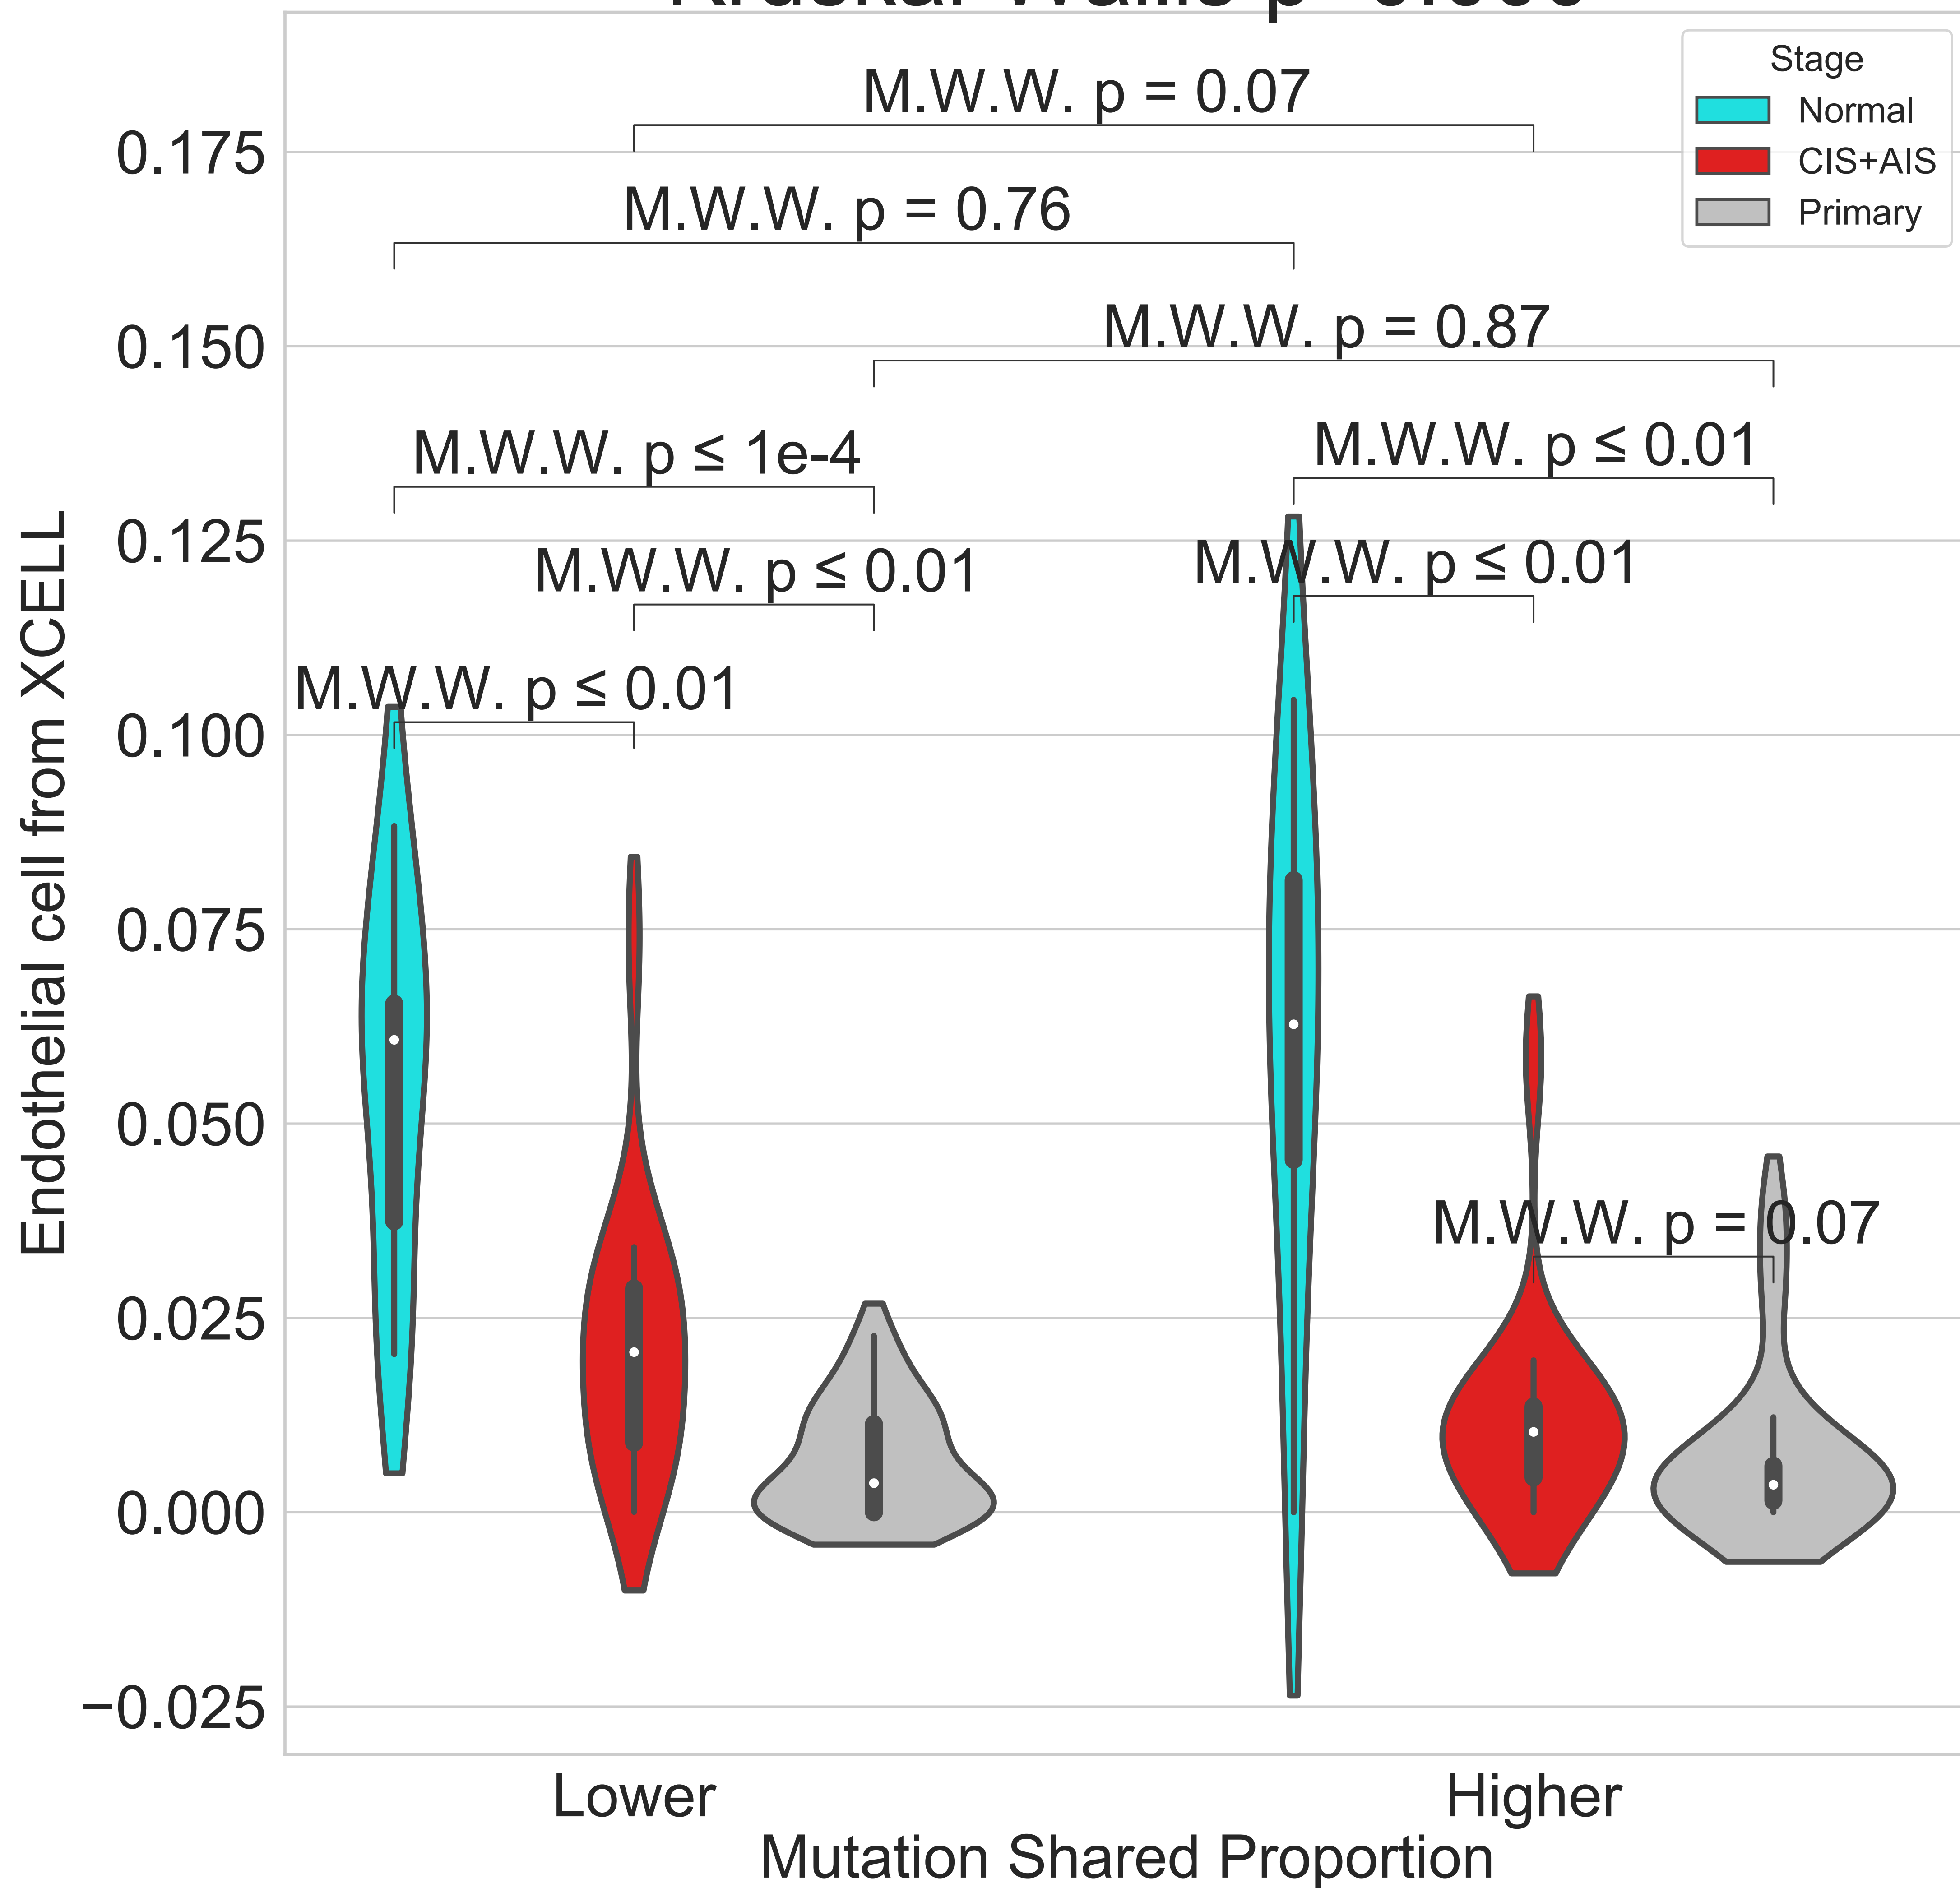 Stage
Normal
CIS+AIS
Primary
M.W.W. p = 0.07
0.175
M.W.W. p = 0.76
M.W.W. p = 0.87
0.150
M.W.W. p ≤ 1e-4
M.W.W. p ≤ 0.01
0.125
M.W.W. p ≤ 0.01
M.W.W. p ≤ 0.01
M.W.W. p ≤ 0.01
0.100
0.075
0.050
M.W.W. p = 0.07
0.025
0.000
−0.025
Endothelial cell from XCELL
Lower
Higher
Mutation Shared Proportion